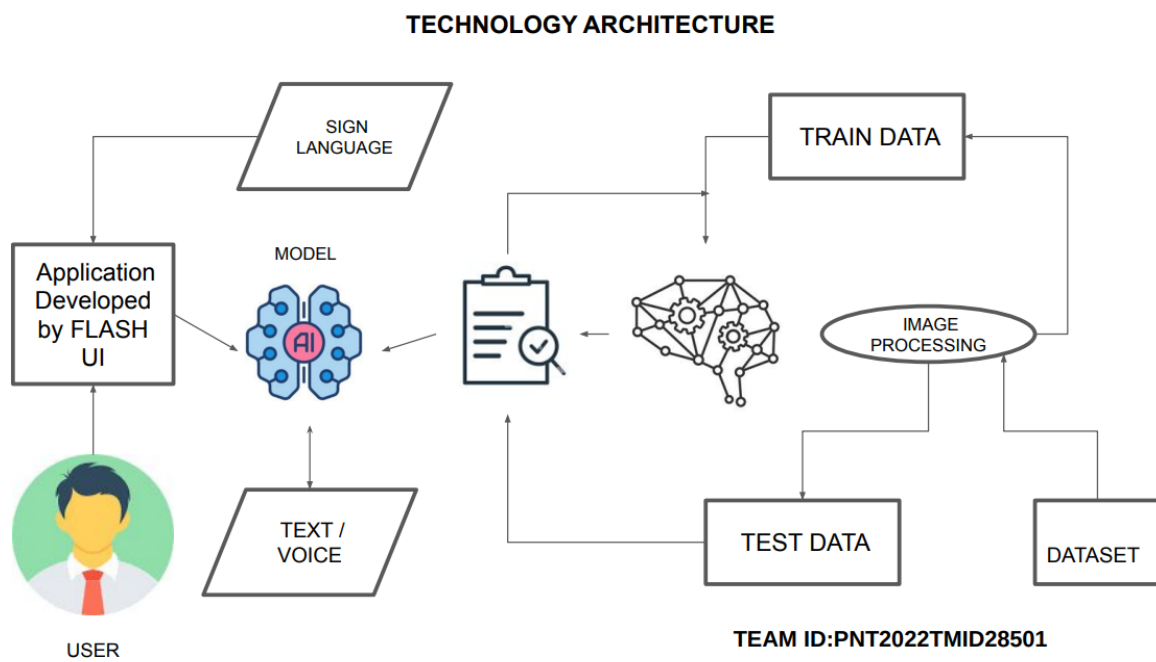 TECHNOLOGY ARCHITECTURE
SIGN
LANGUAGE
TRAIN DATA
Application
Developed
by FLASH
UI
MODEL
AI
IMAGE
PROCESSING
TEXT /
VOICE
TEST DATA
DATASET
USER
TEAM ID:PNT2022TMID28501